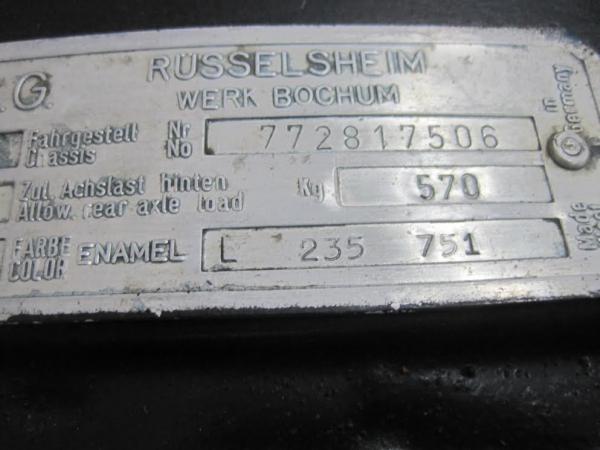 . G. RÜSSELSHEIM
WERK BOCHUM
Fahrgestell Nr
Chassis No
772817506
Zul. Achslast hinten
Allow. rear axle load
Kg 570
FARBE
COLOR
ENAMEL L 235 751
Made
in
Germany